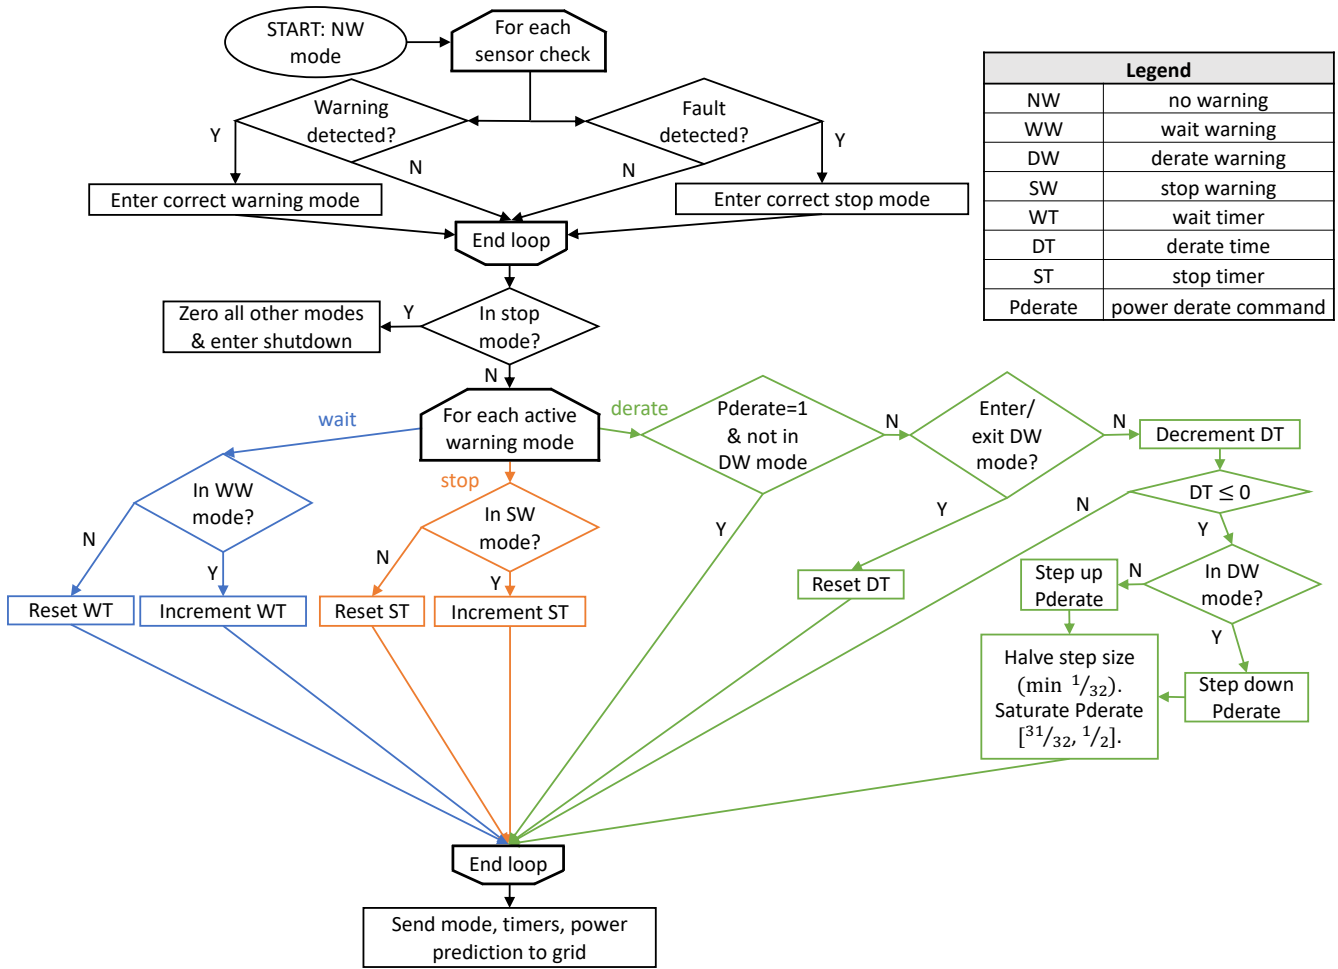 START: NW
mode
For each
sensor check
Legend
NW no warning
WW wait warning
DW derate warning
SW stop warning
WT wait timer
DT derate time
ST stop timer
Pderate power derate command
Warning
detected?
Fault
detected?
Y
N
N
Y
Enter correct warning mode
Enter correct stop mode
End loop
Zero all other modes
& enter shutdown
Y
In stop
mode?
N
wait
For each active
warning mode
derate
stop
Pderate=1
& not in
DW mode
N
Enter/
exit DW
mode?
N
Decrement DT
In WW
mode?
N
Y
In SW
mode?
N
Y
Y
Y
N
DT ≤ 0
Y
Reset WT
Increment WT
Reset ST
Increment ST
Reset DT
Step up
Pderate
N
In DW
mode?
Y
Halve step size
(min 1/32).
Saturate Pderate
[31/32, 1/2].
Step down
Pderate
End loop
Send mode, timers, power
prediction to grid